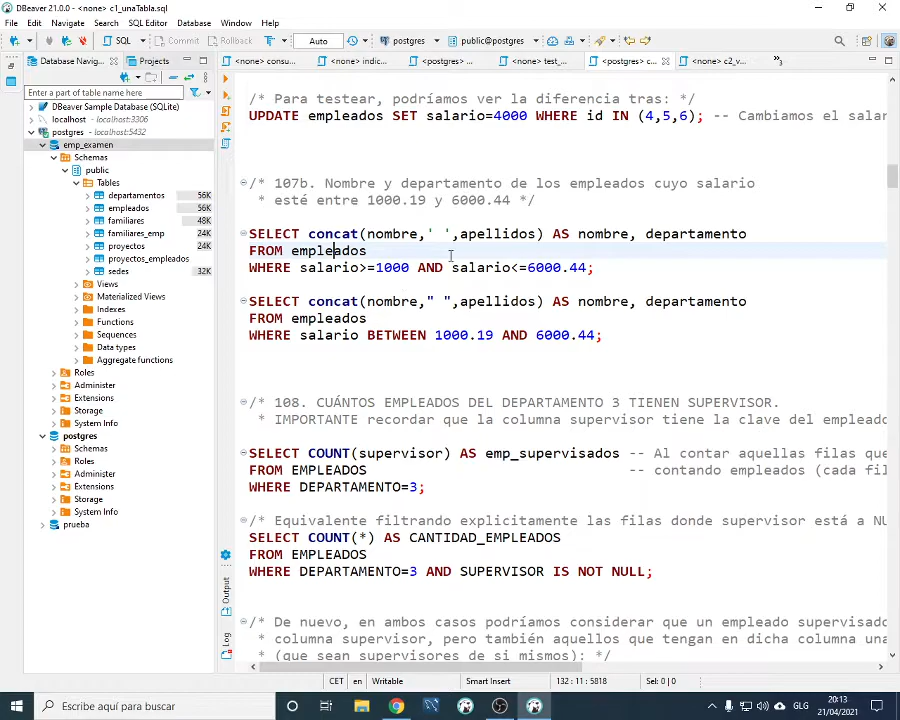 DBeaver 21.0.0 - <none> c1_unaTabla.sql
File Edit Navigate Search SQL Editor Database Window Help
SQL Commit Rollback Auto postgres public@postgres
Database Navig... Projects
<none> consu... <none> indic... <postgres> ... <none> test_... <postgres> c... <none> c2_v...
Enter a part of table name here
DBeaver Sample Database (SQLite)
localhost :3306
postgres :5432
emp_examen
Schemas
public
Tables
departamentos 56K
empleados 56K
familiares 48K
familiares_emp 24K
proyectos 24K
proyectos_empleados
sedes 32K
Views
Materialized Views
Indexes
Functions
Sequences
Data types
Aggregate functions
Roles
Administer
Extensions
Storage
System Info
postgres
Schemas
Roles
Administer
Extensions
Storage
System Info
prueba
/* Para testear, podríamos ver la diferencia tras: */
UPDATE empleados SET salario=4000 WHERE id IN (4,5,6); -- Cambiamos el salar
/* 107b. Nombre y departamento de los empleados cuyo salario
* esté entre 1000.19 y 6000.44 */
SELECT concat(nombre,' ',apellidos) AS nombre, departamento
FROM empleados
WHERE salario>=1000 AND salario<=6000.44;
SELECT concat(nombre," ",apellidos) AS nombre, departamento
FROM empleados
WHERE salario BETWEEN 1000.19 AND 6000.44;
/* 108. CUÁNTOS EMPLEADOS DEL DEPARTAMENTO 3 TIENEN SUPERVISOR.
* IMPORTANTE recordar que la columna supervisor tiene la clave del empleado
SELECT COUNT(supervisor) AS emp_supervisados -- Al contar aquellas filas que
FROM EMPLEADOS -- contando empleados (cada fil
WHERE DEPARTAMENTO=3;
/* Equivalente filtrando explicitamente las filas donde supervisor está a NU
SELECT COUNT(*) AS CANTIDAD_EMPLEADOS
FROM EMPLEADOS
WHERE DEPARTAMENTO=3 AND SUPERVISOR IS NOT NULL;
/* De nuevo, en ambos casos podríamos considerar que un empleado supervisado
* columna supervisor, pero también aquellos que tengan en dicha columna una
* (que sean supervisores de si mismos): */
Output
Log
CET en Writable Smart Insert 132 : 11 : 5818 Sel: 0 | 0
Escribe aquí para buscar
GLG
20:13
21/04/2021